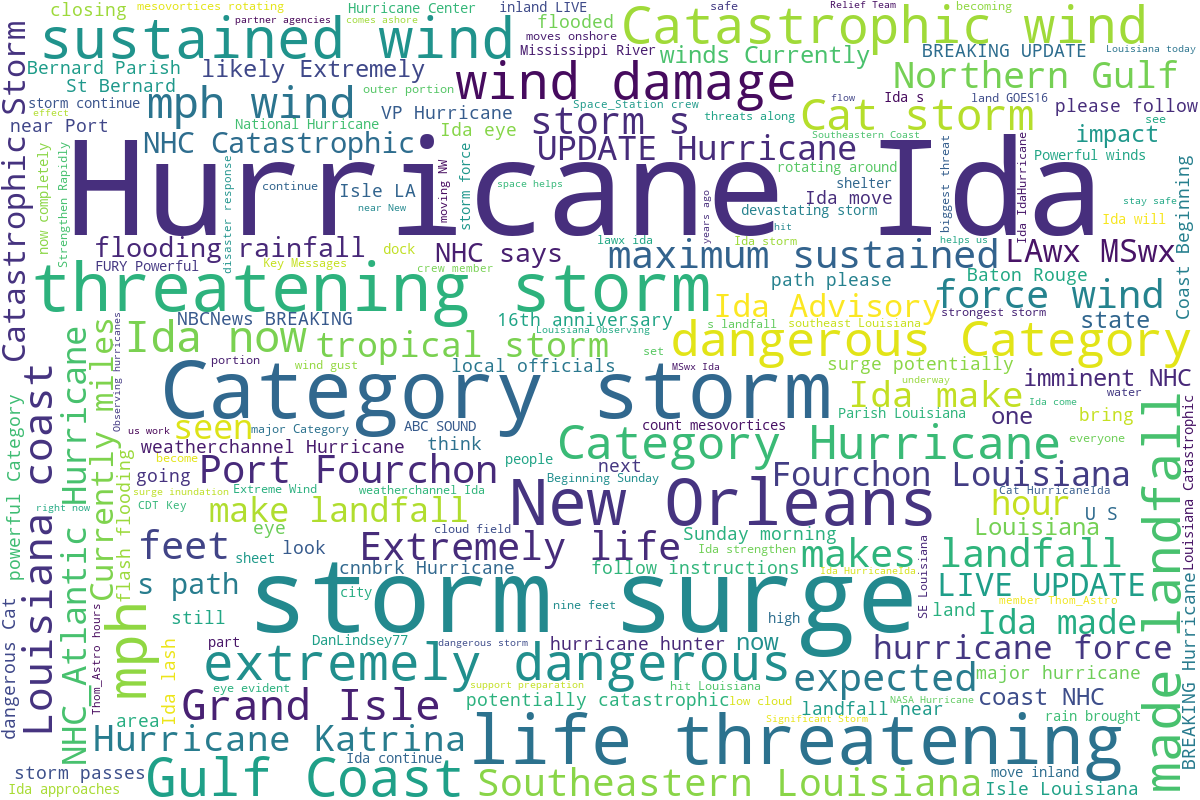 closing
mesovortices rotating
partner agencies
Hurricane Center
comes ashore
inland LIVE
safe
Relief Team
becoming
sustained wind
moves onshore
flooded
Catastrophic wind
Mississippi River
winds Currently
BREAKING UPDATE
Louisiana today
Bernard Parish
likely Extremely
wind damage
Northern Gulf
St Bernard
outer portion
storm continue
mph wind
VP Hurricane
Space_Station crew
flow
Ida s
land GOES16
please follow
effect
near Port
National Hurricane
Ida eye
storm s
threats along
Cat storm
see
impact
NHC Catastrophic
UPDATE Hurricane
Southeastern Coast
Powerful winds
Catastrophic Storm
now completely
Strengthen Rapidly
Hurricane Ida
disaster response
continue
Isle LA
near New
moving NW
storm force
space helps
rotating around
shelter
Ida move
devastating storm
years ago
hit
biggest threat
Ida IdaHurricane
stay safe
Ida will
Coast Beginning
flooding rainfall
dock
NHC says
lawx ida
Ida storm
helps us
maximum sustained
LAwx MSwx
FURY Powerful
Key Messages
crew member
path please
Baton Rouge
threatening storm
Ida Advisory
force wind
strongest storm
NBCNews BREAKING
16th anniversary
s landfall
southeast Louisiana
state
Ida now
tropical storm
Louisiana Observing
set
dangerous Category
Observing hurricanes
portion
wind gust
local officials
MSwx Ida
surge potentially
underway
imminent NHC
water
Category storm
Ida make
Parish Louisiana
Ida come
one
bring
seen
us work
major Category
ABC SOUND
count mesovortices
everyone
weatherchannel Hurricane
think
Category Hurricane
become
going
Port Fourchon
people
next
Fourchon Louisiana
surge inundation
Extreme Wind
weatherchannel Ida
Beginning Sunday
Cat HurricaneIda
right now
CDT Key
make landfall
New Orleans
hour
U S
eye
cloud field
Sunday morning
Louisiana
feet
look
Extremely life
Ida strengthen
makes landfall
sheet
cnnbrk Hurricane
follow instructions
ida HurricaneIda
s path
city
LIVE UPDATE
member Thom_Astro
still
storm surge
nine feet
high
land
Ida made
part
DanLindsey77
dangerous storm
hurricane hunter
now
hurricane force
extremely dangerous
expected
major hurricane
eye evident
support preparation
hit Louisiana
NASA Hurricane
coast NHC
area
Grand Isle
potentially catastrophic
low cloud
landfall near
rain brought
Significant Storm
Hurricane Katrina
Ida continue
life threatening
storm passes
move inland
Ida approaches
Gulf Coast
Southeastern Louisiana
Isle Louisiana
powerful Category
dangerous Cat
Louisiana coast
NHC_Atlantic Hurricane
Currently miles
Thom_Astro hours
flash flooding
mph
Ida lash
SE Louisiana
made landfall
BREAKING Hurricane
Louisiana Catastrophic